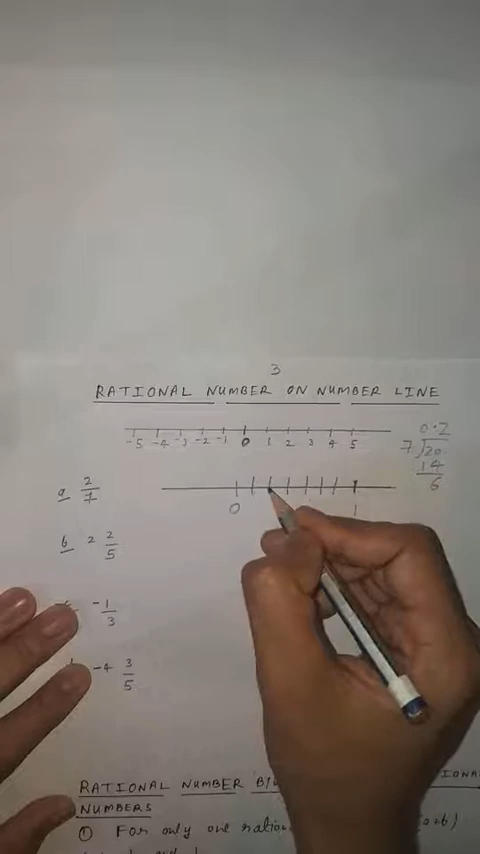 3
RATIONAL NUMBER ON NUMBER LINE
-5 -4 -3 -2 -1 0 1 2 3 4 5
0.2
7 20
14
6
a 2/7
0 1
b 2 2/5
-1/3
-4 3/5
RATIONAL NUMBER
NUMBERS
① For only one